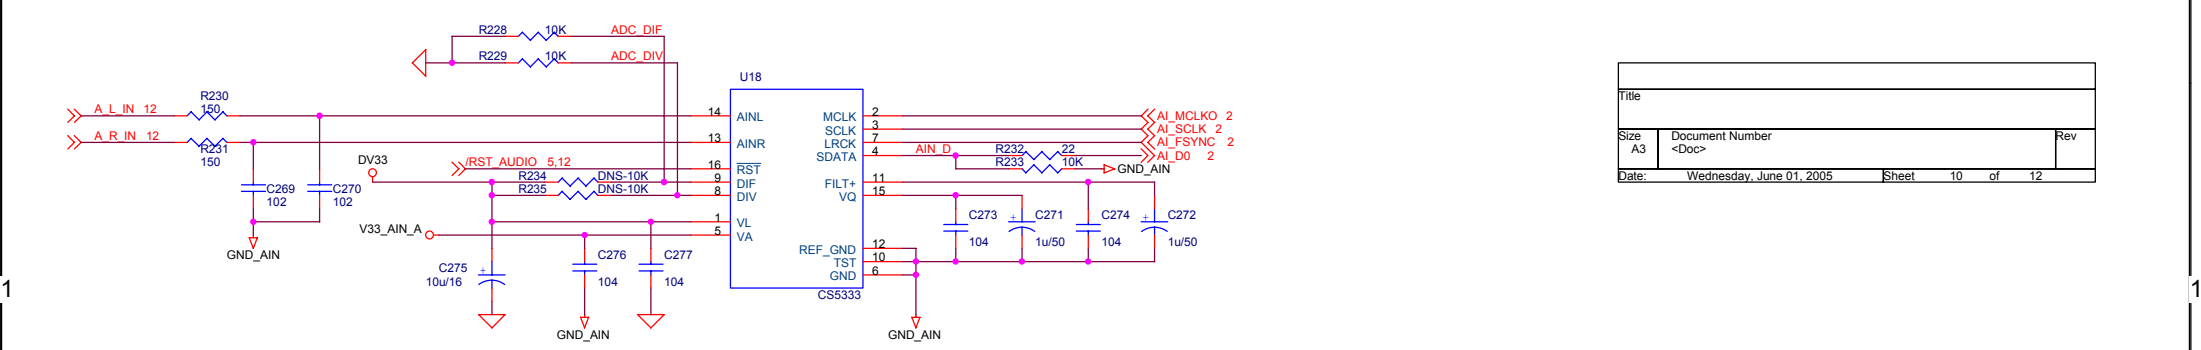 R228 10K ADC_DIF
R229 10K ADC_DIV
U18
R230
150
A_L_IN 12
A_R_IN 12
R231
150
14 AINL
13 AINR
16 RST
9 DIF
8 DIV
1 VL
5 VA
MCLK 2
SCLK 3
LRCK 7
SDATA 4
FILT+ 11
VQ 15
REF_GND 12
TST 10
GND 6
CS5333
DV33
/RST_AUDIO 5,12
R234 DNS-10K
R235 DNS-10K
C269
102
C270
102
GND_AIN
V33_AIN_A
C275
10u/16
C276
104
C277
104
GND_AIN
AI_MCLKO 2
AI_SCLK 2
AI_FSYNC 2
AIN_D R232 22 AI_D0 2
R233 10K GND_AIN
C273
104
C271
1u/50
C274
104
C272
1u/50
GND_AIN
Title
Size
A3
Document Number
<Doc>
Rev
Date: Wednesday, June 01, 2005 Sheet 10 of 12
1
1